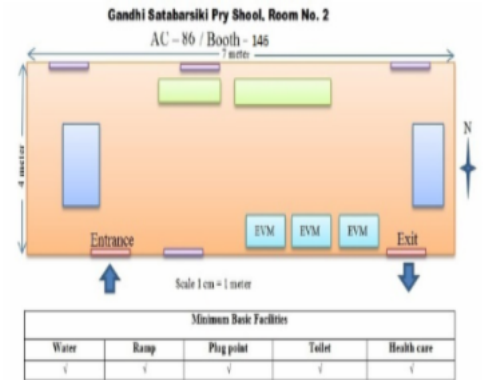 Gandhi Satabarsiki Pry Shool, Room No. 2
AC – 86 / Booth – 146
7 meter
4 meter
N
EVM EVM EVM
Entrance
Exit
Scale 1 cm = 1 meter
Minimum Basic Facilities
Water Ramp Plug point Toilet Health care
√ √ √ √ √